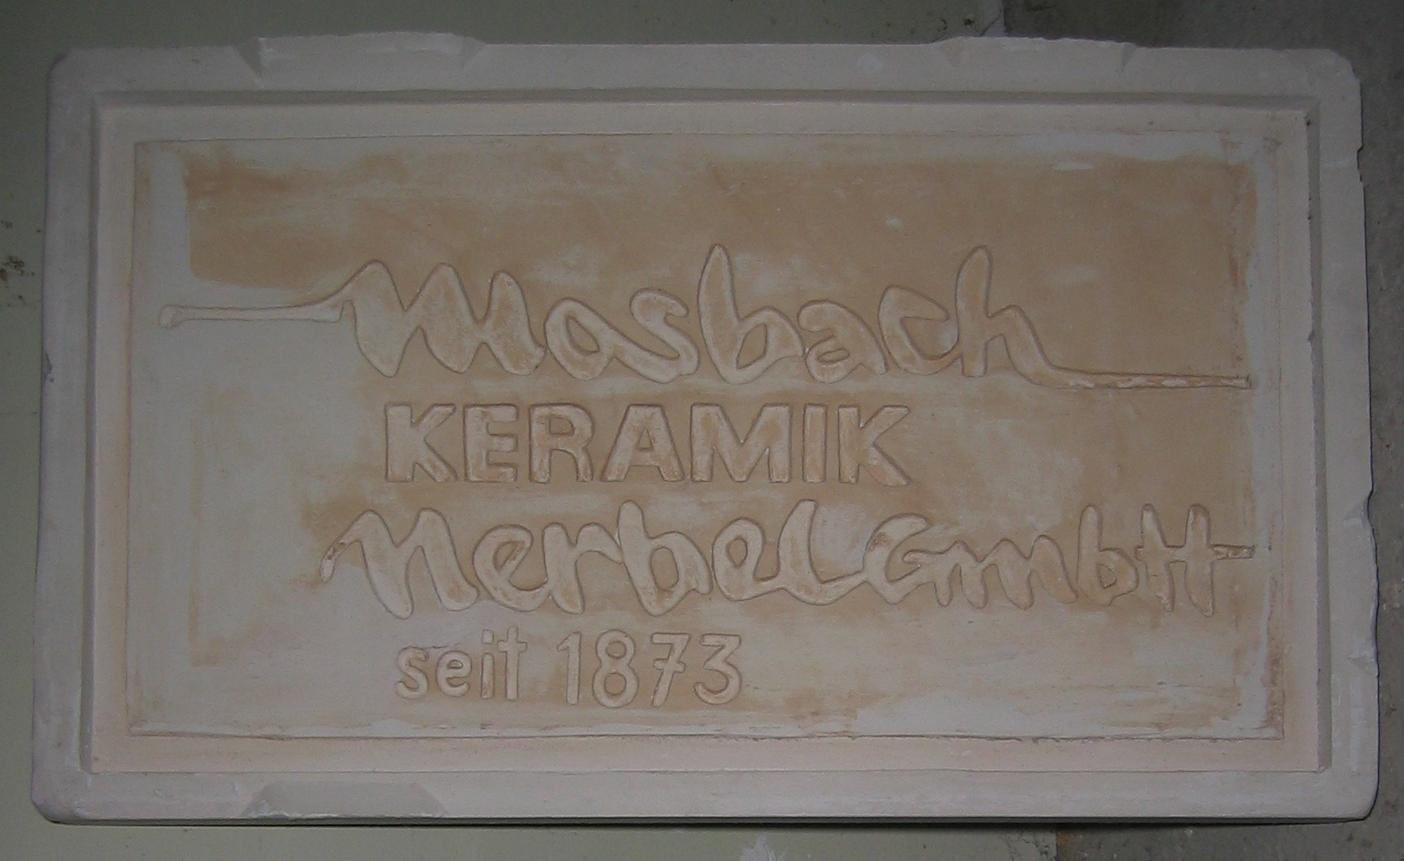 Mosbach
KERAMIK
Merbel GmbH
seit 1873